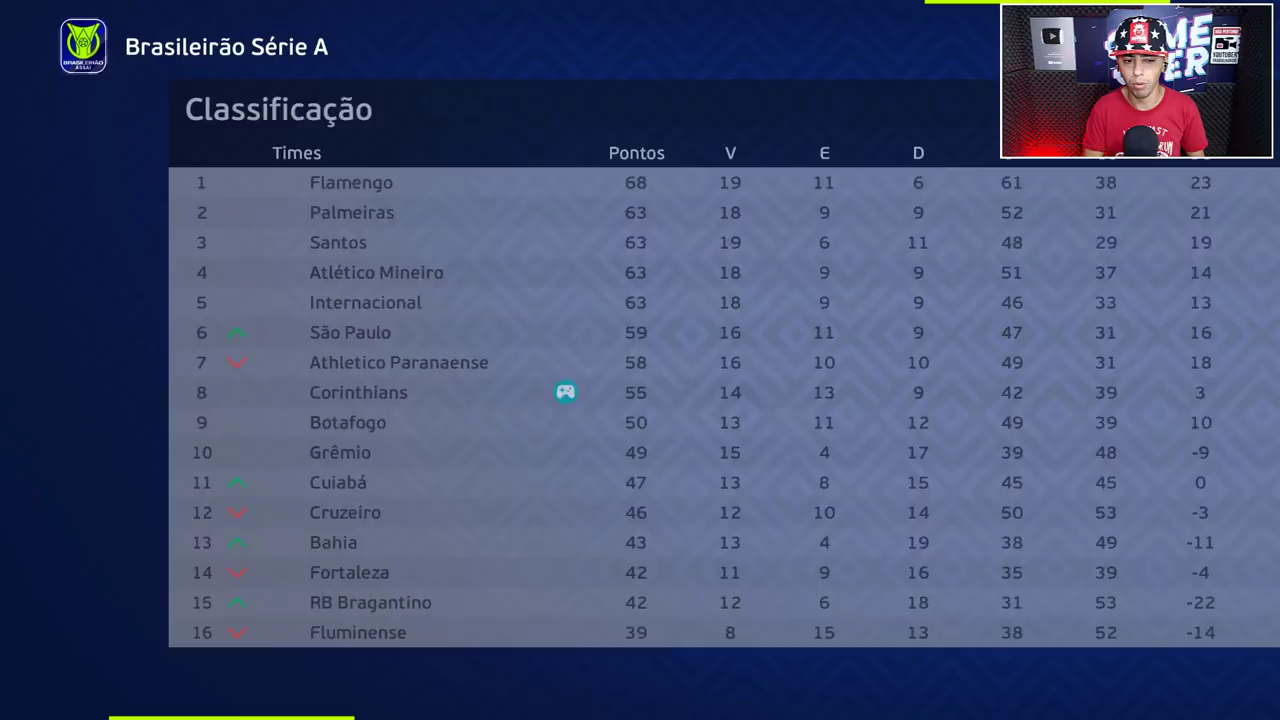 BRASILEIRÃO
ASSAÍ
Brasileirão Série A
Classificação
Times Pontos V E D
1 Flamengo 68 19 11 6 61 38 23
2 Palmeiras 63 18 9 9 52 31 21
3 Santos 63 19 6 11 48 29 19
4 Atlético Mineiro 63 18 9 9 51 37 14
5 Internacional 63 18 9 9 46 33 13
6 São Paulo 59 16 11 9 47 31 16
7 Athletico Paranaense 58 16 10 10 49 31 18
8 Corinthians 55 14 13 9 42 39 3
9 Botafogo 50 13 11 12 49 39 10
10 Grêmio 49 15 4 17 39 48 -9
11 Cuiabá 47 13 8 15 45 45 0
12 Cruzeiro 46 12 10 14 50 53 -3
13 Bahia 43 13 4 19 38 49 -11
14 Fortaleza 42 11 9 16 35 39 -4
15 RB Bragantino 42 12 6 18 31 53 -22
16 Fluminense 39 8 15 13 38 52 -14